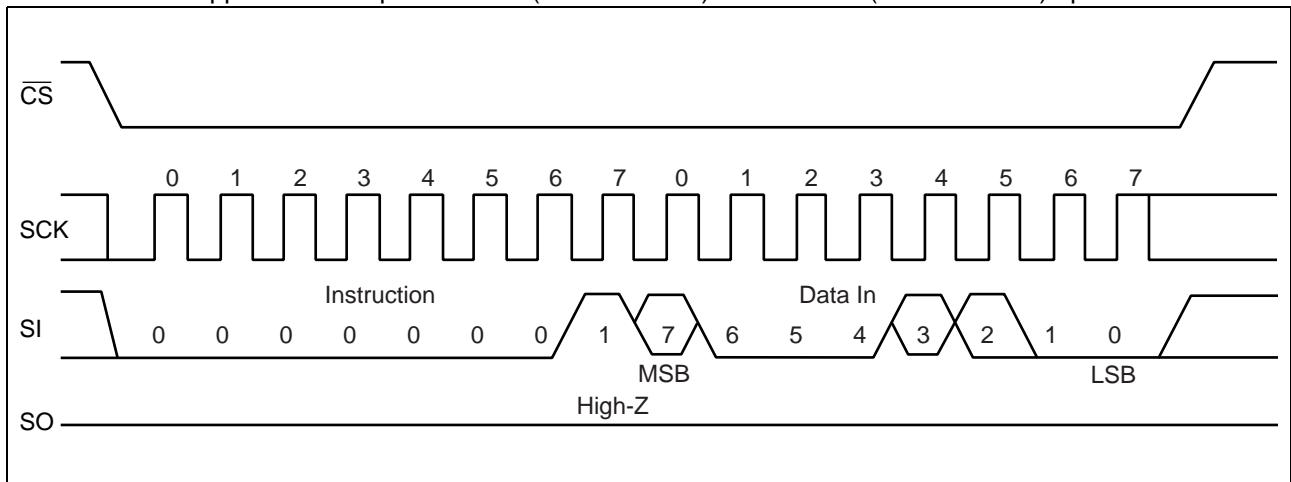 CS
0 1 2 3 4 5 6 7 0 1 2 3 4 5 6 7
SCK
Instruction Data In
SI 0 0 0 0 0 0 0 1 7 6 5 4 3 2 1 0
MSB LSB
High-Z
SO